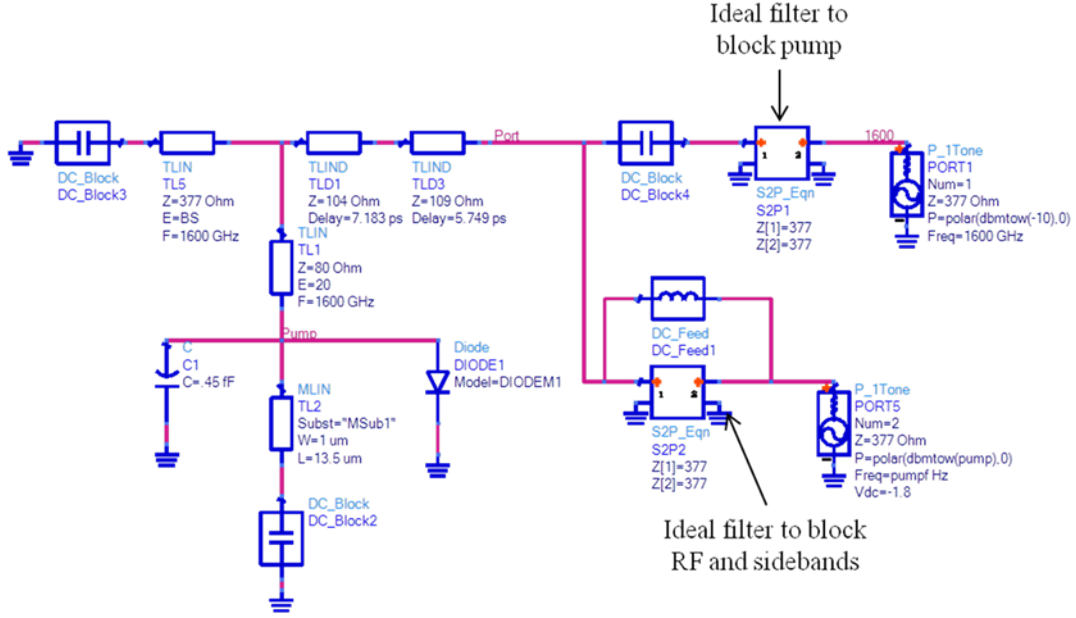 Ideal filter to
block pump
DC_Block
DC_Block3
TLIN
TL5
Z=377 Ohm
E=BS
F=1600 GHz
TLIND
TLD1
Z=104 Ohm
Delay=7.183 ps
TLIND
TLD3
Z=109 Ohm
Delay=5.749 ps
Port
DC_Block
DC_Block4
1 2
S2P_Eqn
S2P1
Z[1]=377
Z[2]=377
1600
P_1Tone
PORT1
Num=1
Z=377 Ohm
P=polar(dbmtow(-10),0)
Freq=1600 GHz
TLIN
TL1
Z=80 Ohm
E=20
F=1600 GHz
Pump
C
C1
C=.45 fF
MLIN
TL2
Subst="MSub1"
W=1 um
L=13.5 um
Diode
DIODE1
Model=DIODEM1
DC_Block
DC_Block2
DC_Feed
DC_Feed1
1 2
S2P_Eqn
S2P2
Z[1]=377
Z[2]=377
P_1Tone
PORT5
Num=2
Z=377 Ohm
P=polar(dbmtow(pump),0)
Freq=pumpf Hz
Vdc=-1.8
Ideal filter to block
RF and sidebands